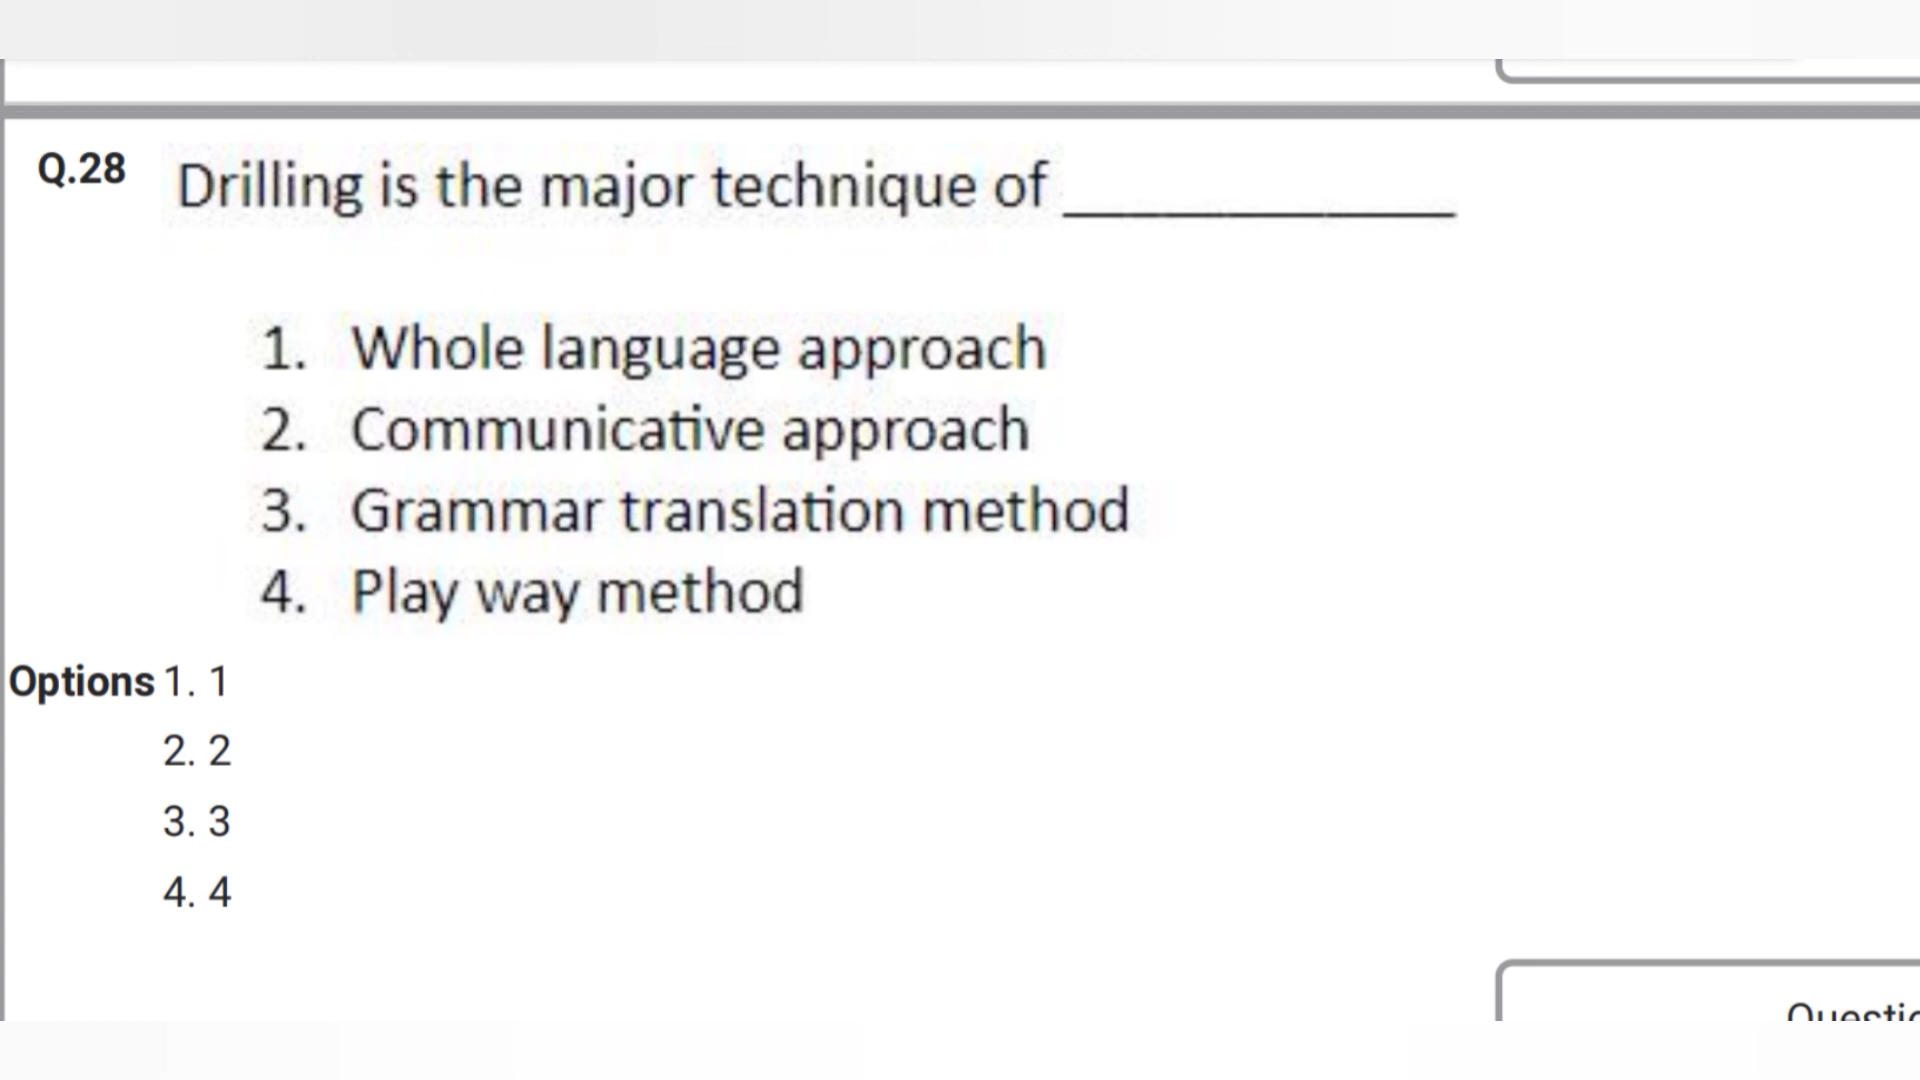 Q.28 Drilling is the major technique of ______________
1. Whole language approach
2. Communicative approach
3. Grammar translation method
4. Play way method
Options 1. 1
2. 2
3. 3
4. 4